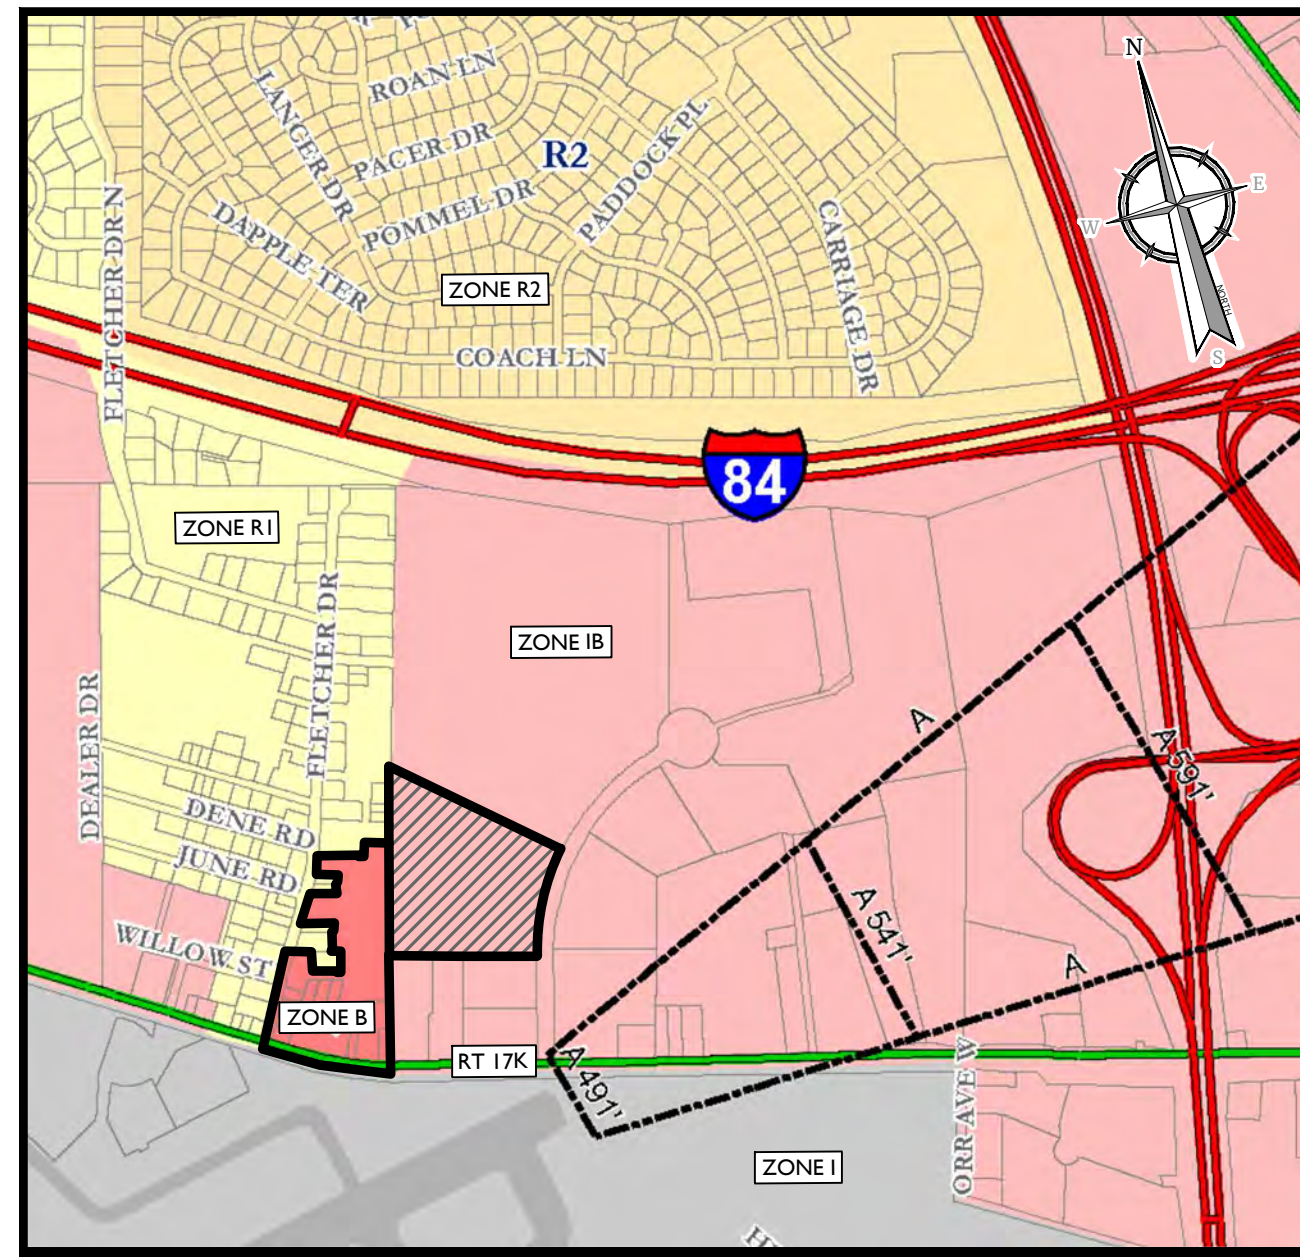 ROAN LN
LANCER DR
PACER DR
R2
PADDOCK PL
POMMEL DR
DAPPLE TER
CARRIAGE DR
ZONE R2
COACH LN
FLETCHER DR N
N
E
W
S
NORTH
84
ZONE R1
FLETCHER DR
ZONE IB
DEALER DR
DENE RD
JUNE RD
WILLOW ST
ZONE B
RT 17K
A
A 591'
A 541'
A
A 491'
ORR AVE W
ZONE I